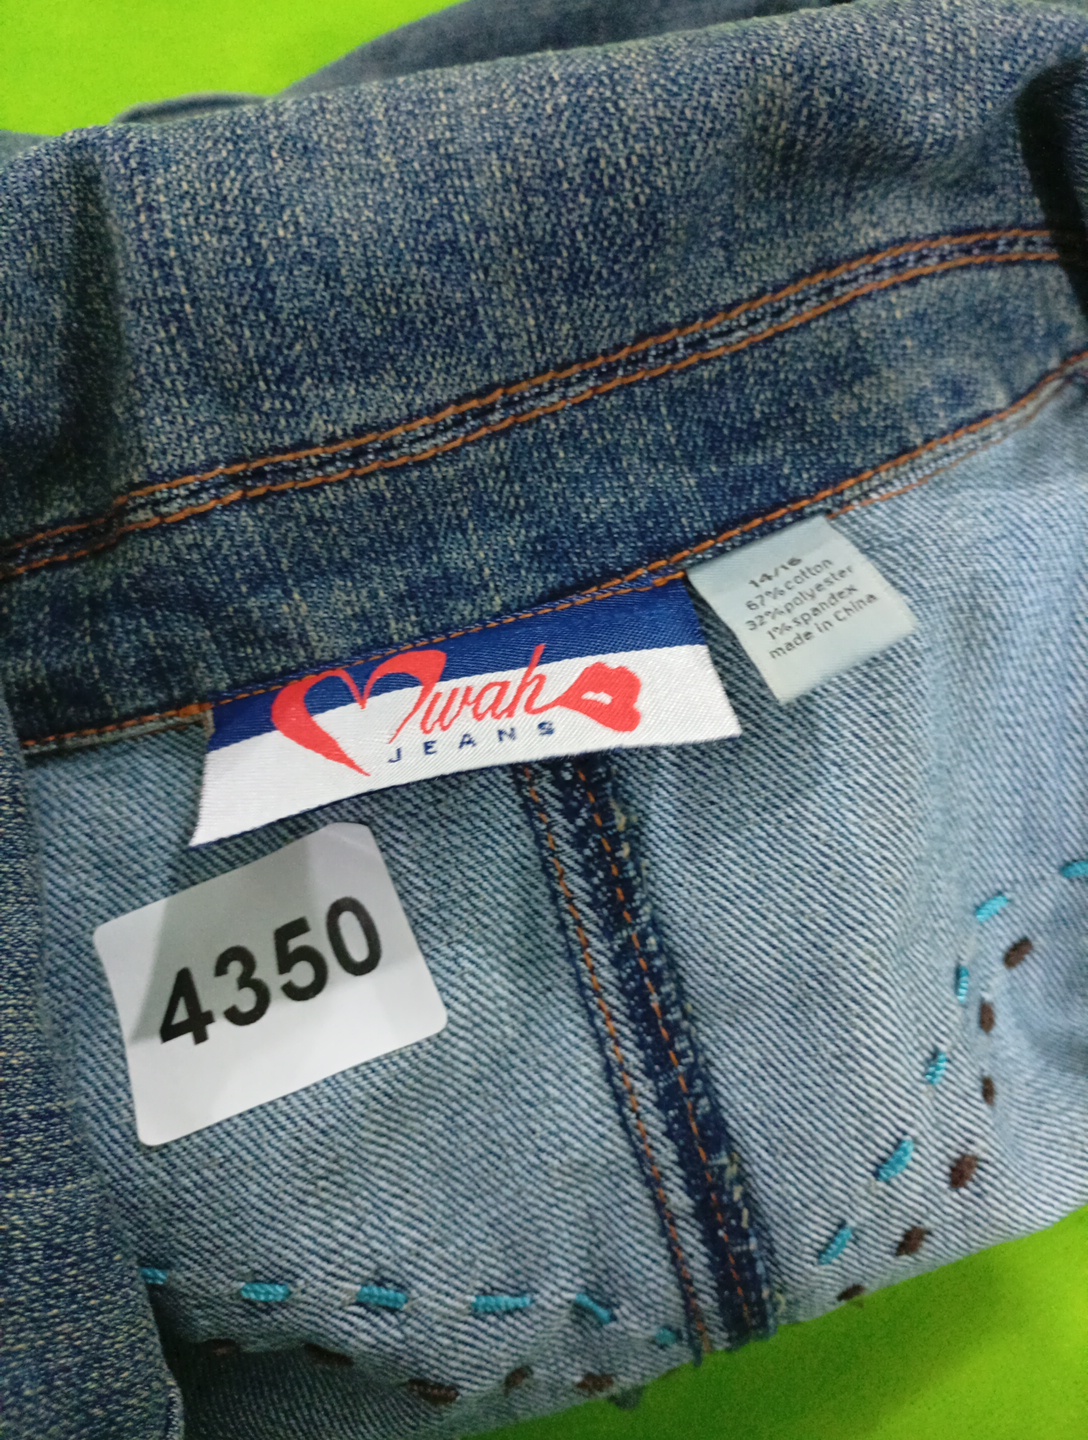 14/16
67% cotton
32% polyester
1% spandex
made in China
Mwah
JEANS
4350